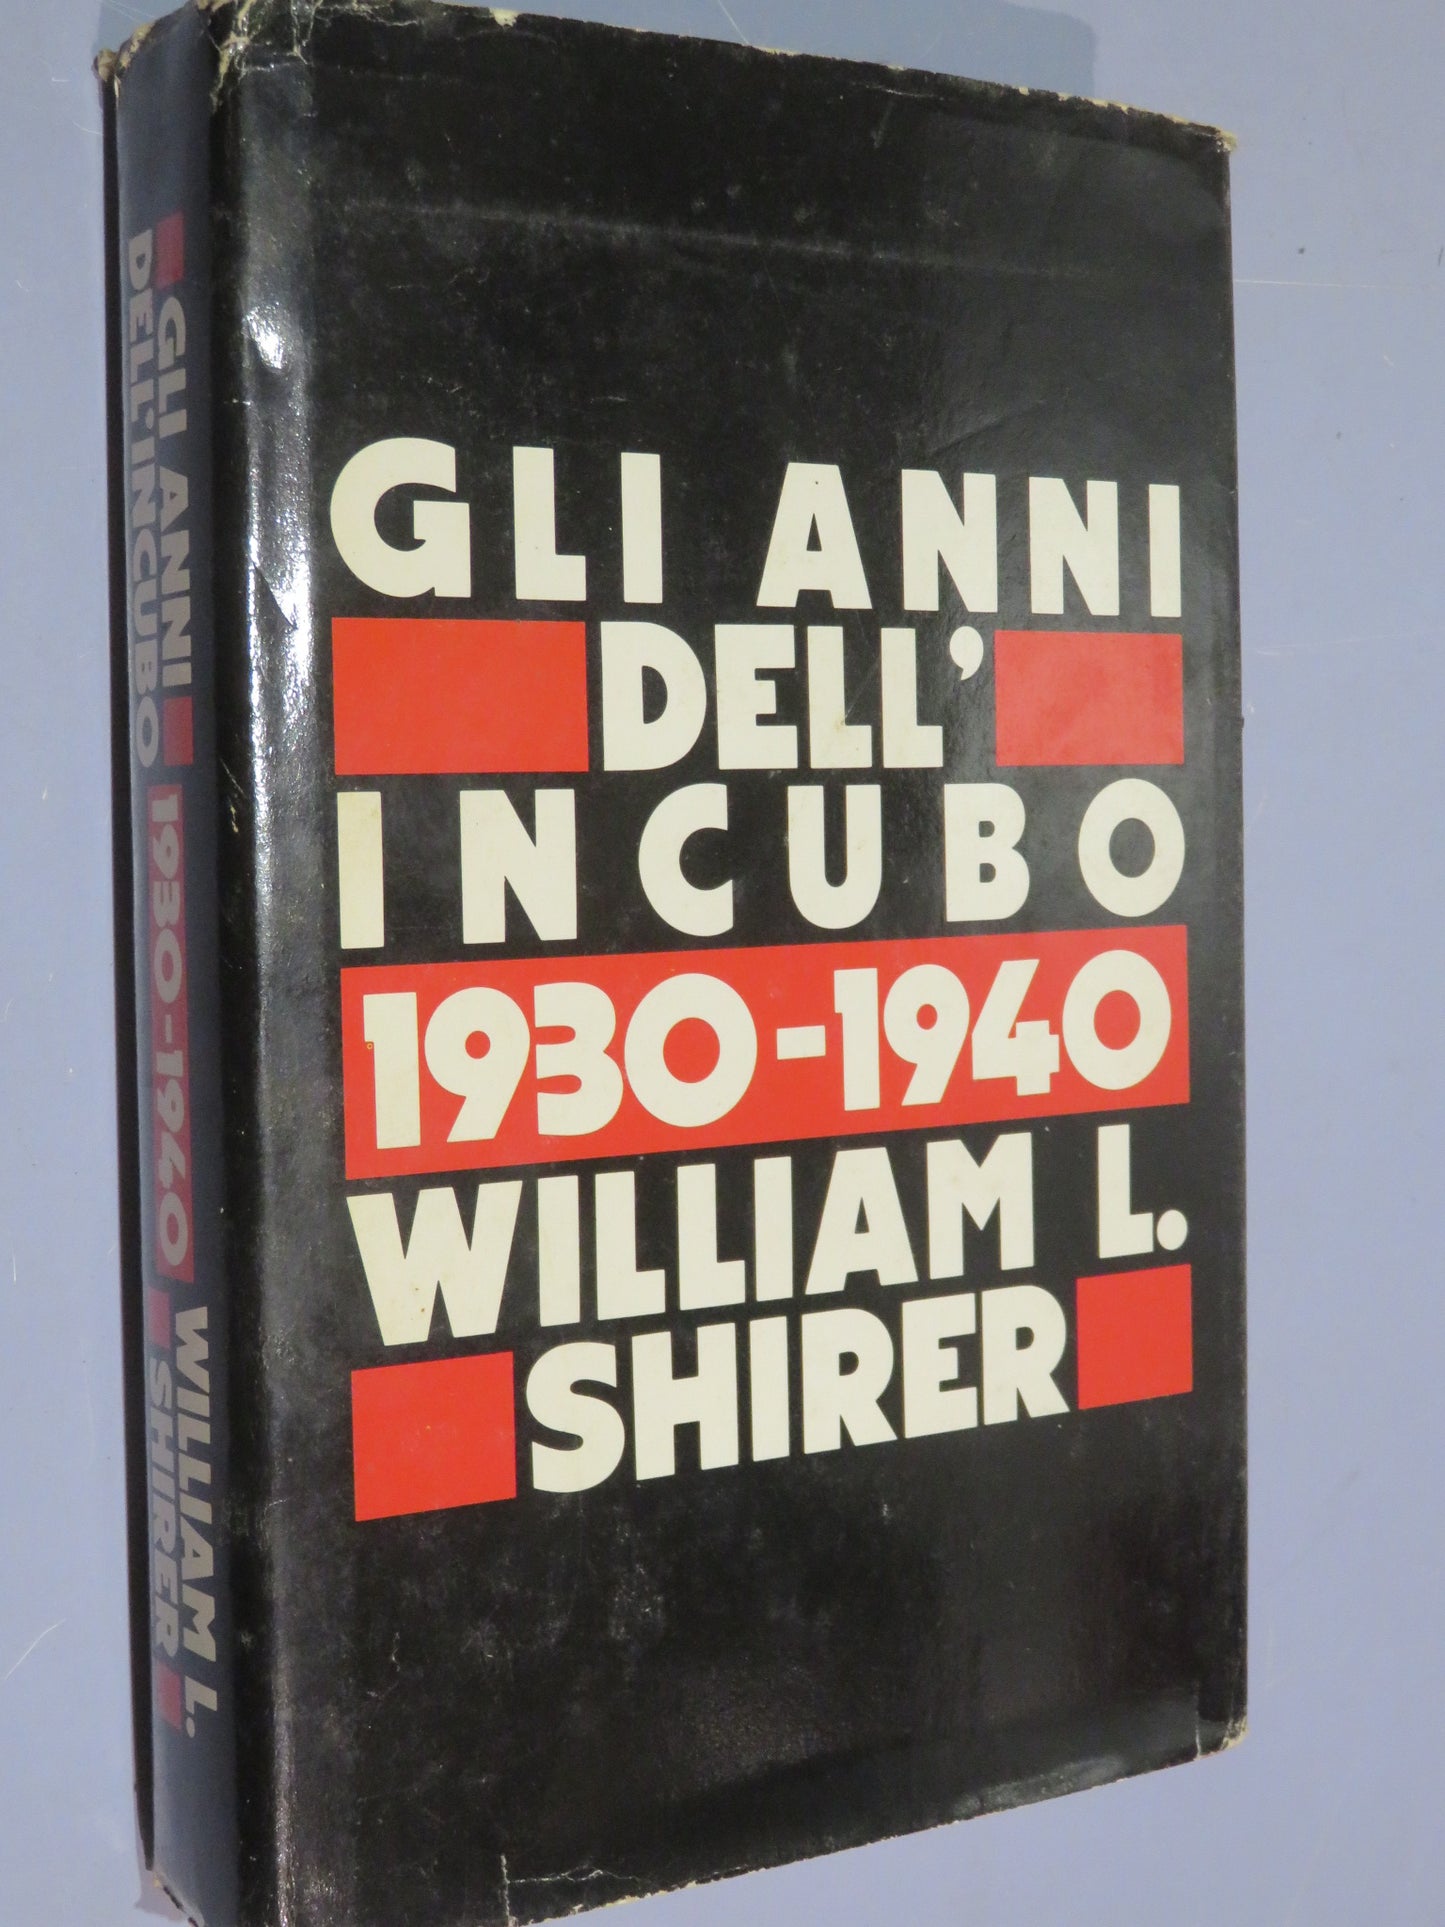 GLI ANNI
DELL'
INCUBO
1930-1940
WILLIAM L.
SHIRER
GLI ANNI
DELL'INCUBO
1930-1940
WILLIAM L.
SHIRER